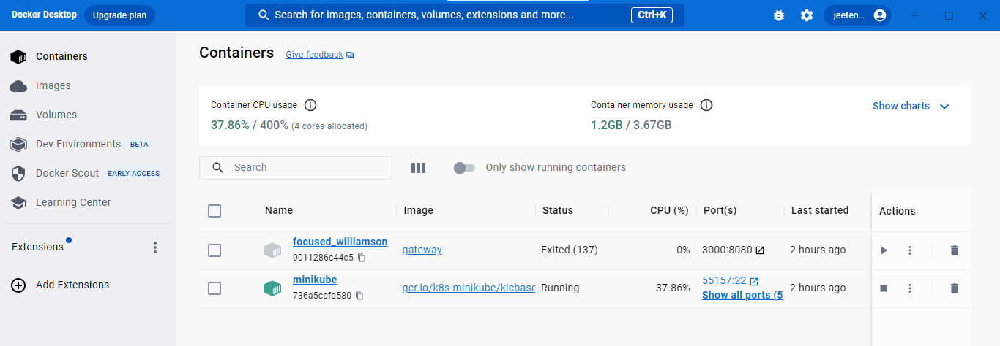 Docker Desktop Upgrade plan Search for images, containers, volumes, extensions and more... Ctrl+K jeeten...
Containers
Images
Volumes
Dev Environments BETA
Docker Scout EARLY ACCESS
Learning Center
Extensions
Add Extensions
Containers Give feedback
Container CPU usage
37.86% / 400% (4 cores allocated)
Container memory usage
1.2GB / 3.67GB
Show charts
Search
Only show running containers
Name Image Status CPU (%) Port(s) Last started Actions
focused_williamson
9011286c44c5
gateway Exited (137) 0% 3000:8080 2 hours ago
minikube
736a5ccfd580
gcr.io/k8s-minikube/kicbase Running 37.86% 55157:22 2 hours ago
Show all ports (5